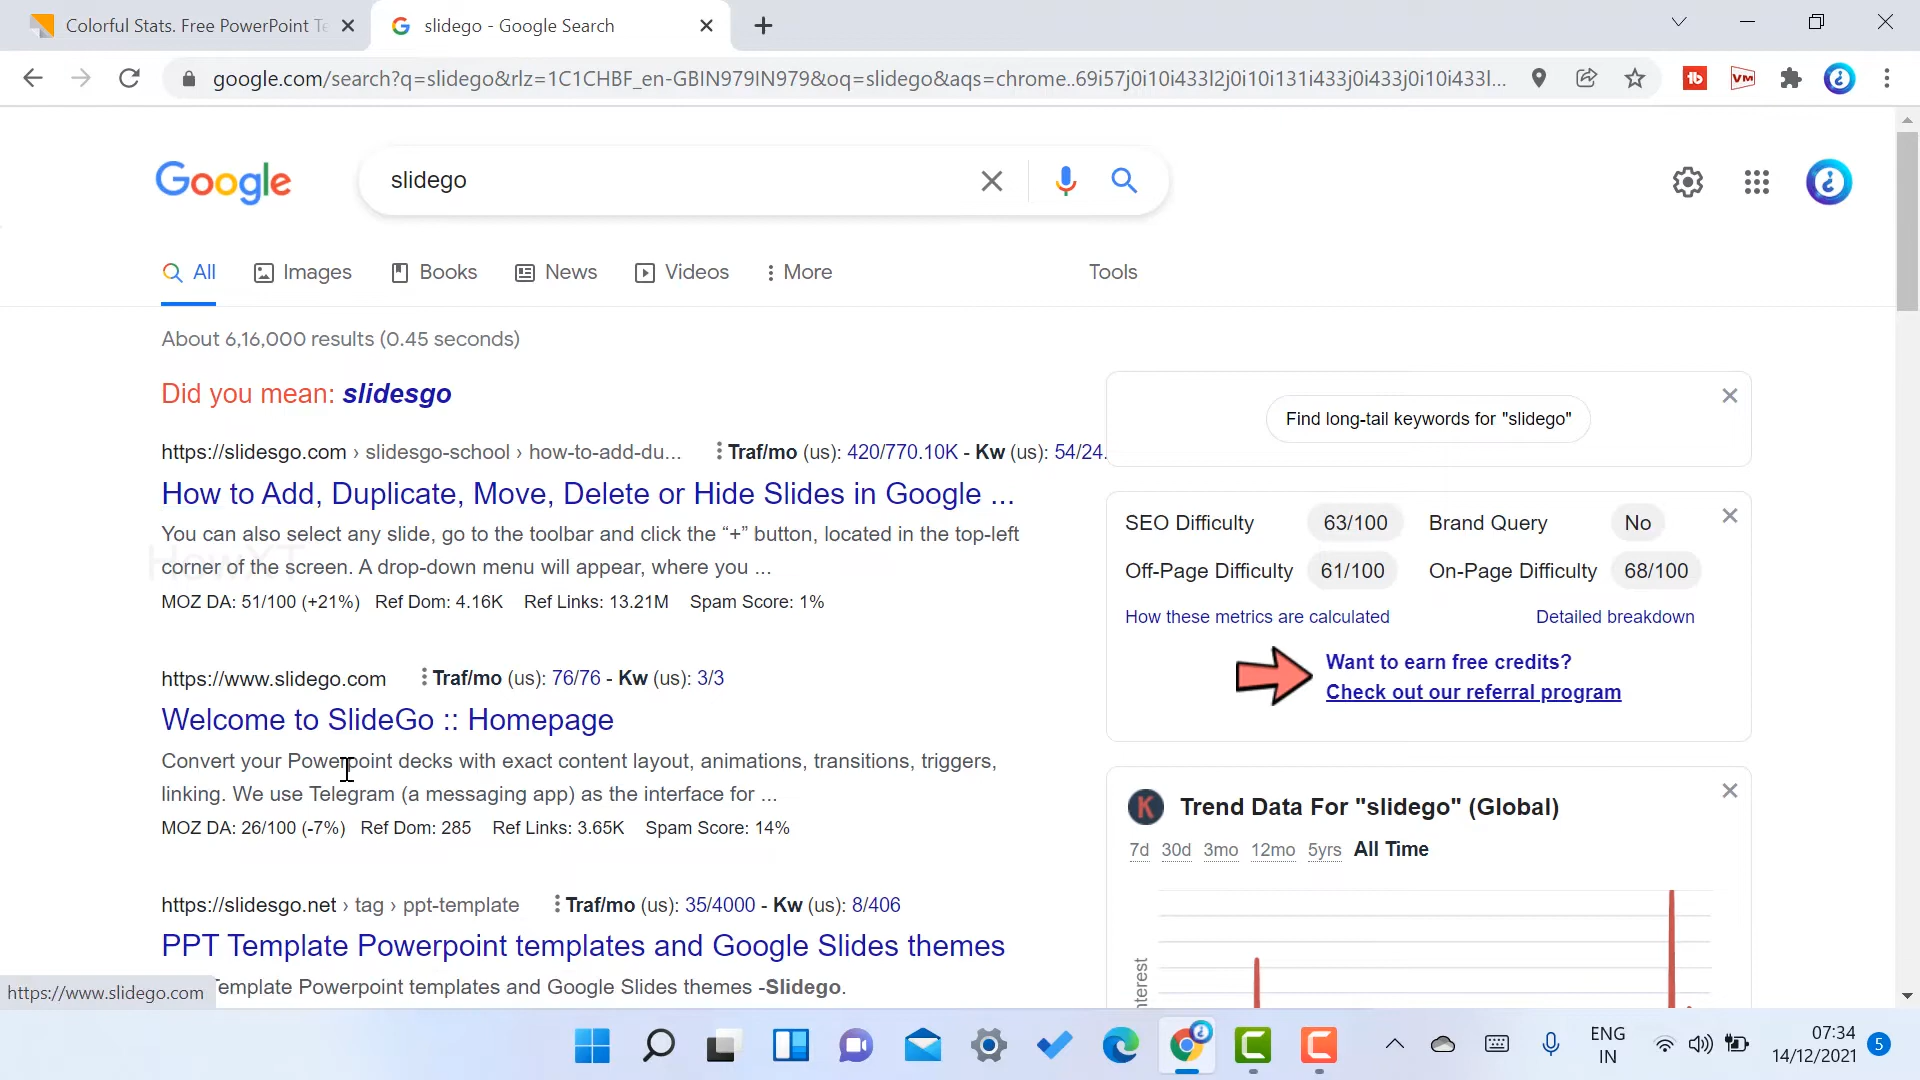 Colorful Stats. Free PowerPoint Te
slidego - Google Search
google.com/search?q=slidego&rlz=1C1CHBF_en-GBIN979IN979&oq=slidego&aqs=chrome..69i57j0i10i433l2j0i10i131i433j0i433j0i10i433l...
Google
slidego
All
Images
Books
News
Videos
More
Tools
About 6,16,000 results (0.45 seconds)
Did you mean: slidesgo
https://slidesgo.com › slidesgo-school › how-to-add-du...
Traf/mo (us): 420/770.10K - Kw (us): 54/24.
How to Add, Duplicate, Move, Delete or Hide Slides in Google ...
You can also select any slide, go to the toolbar and click the “+” button, located in the top-left
corner of the screen. A drop-down menu will appear, where you ...
HowXT
MOZ DA: 51/100 (+21%) Ref Dom: 4.16K Ref Links: 13.21M Spam Score: 1%
https://www.slidego.com
Traf/mo (us): 76/76 - Kw (us): 3/3
Welcome to SlideGo :: Homepage
Convert your Powerpoint decks with exact content layout, animations, transitions, triggers,
linking. We use Telegram (a messaging app) as the interface for ...
MOZ DA: 26/100 (-7%) Ref Dom: 285 Ref Links: 3.65K Spam Score: 14%
https://slidesgo.net › tag › ppt-template
Traf/mo (us): 35/4000 - Kw (us): 8/406
PPT Template Powerpoint templates and Google Slides themes
Template Powerpoint templates and Google Slides themes -Slidego.
https://www.slidego.com
Find long-tail keywords for "slidego"
SEO Difficulty 63/100 Brand Query No
Off-Page Difficulty 61/100 On-Page Difficulty 68/100
How these metrics are calculated
Detailed breakdown
Want to earn free credits?
Check out our referral program
K
Trend Data For "slidego" (Global)
7d 30d 3mo 12mo 5yrs All Time
nterest
tb
VM
ENG
IN
07:34
14/12/2021
5